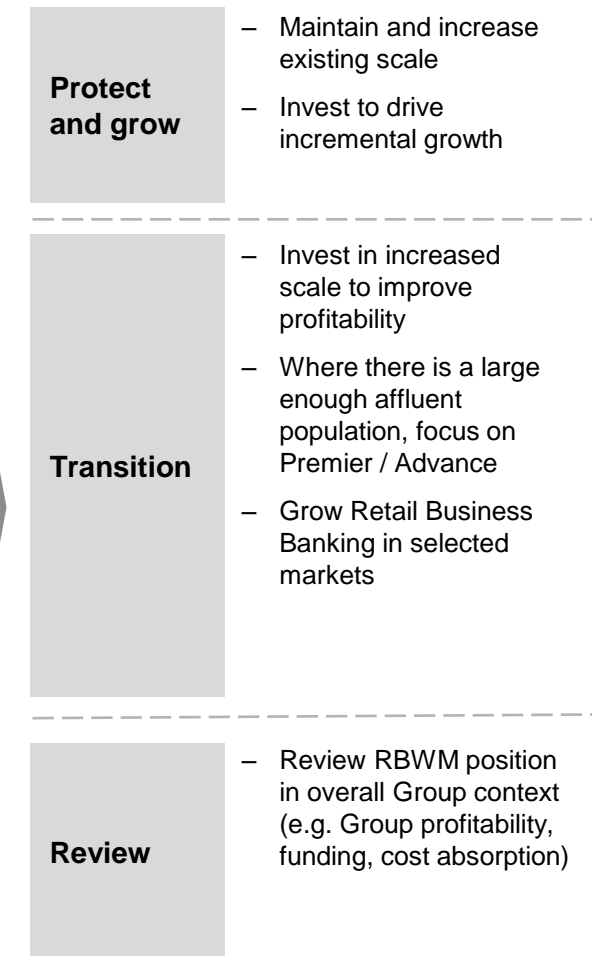 Protect
and grow
– Maintain and increase
existing scale
– Invest to drive
incremental growth
Transition
– Invest in increased
scale to improve
profitability
– Where there is a large
enough affluent
population, focus on
Premier / Advance
– Grow Retail Business
Banking in selected
markets
Review
– Review RBWM position
in overall Group context
(e.g. Group profitability,
funding, cost absorption)